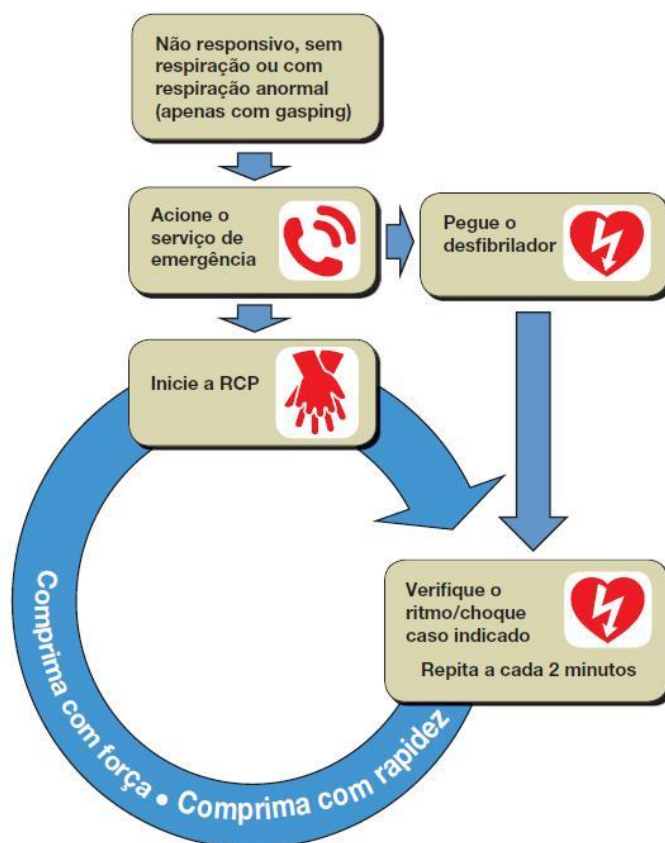 Não responsivo, sem
respiração ou com
respiração anormal
(apenas com gasping)
Acione o
serviço de
emergência
Pegue o
desfibrilador
Inicie a RCP
Verifique o
ritmo/choque
caso indicado
Repita a cada 2 minutos
Comprima com força • Comprima com rapidez